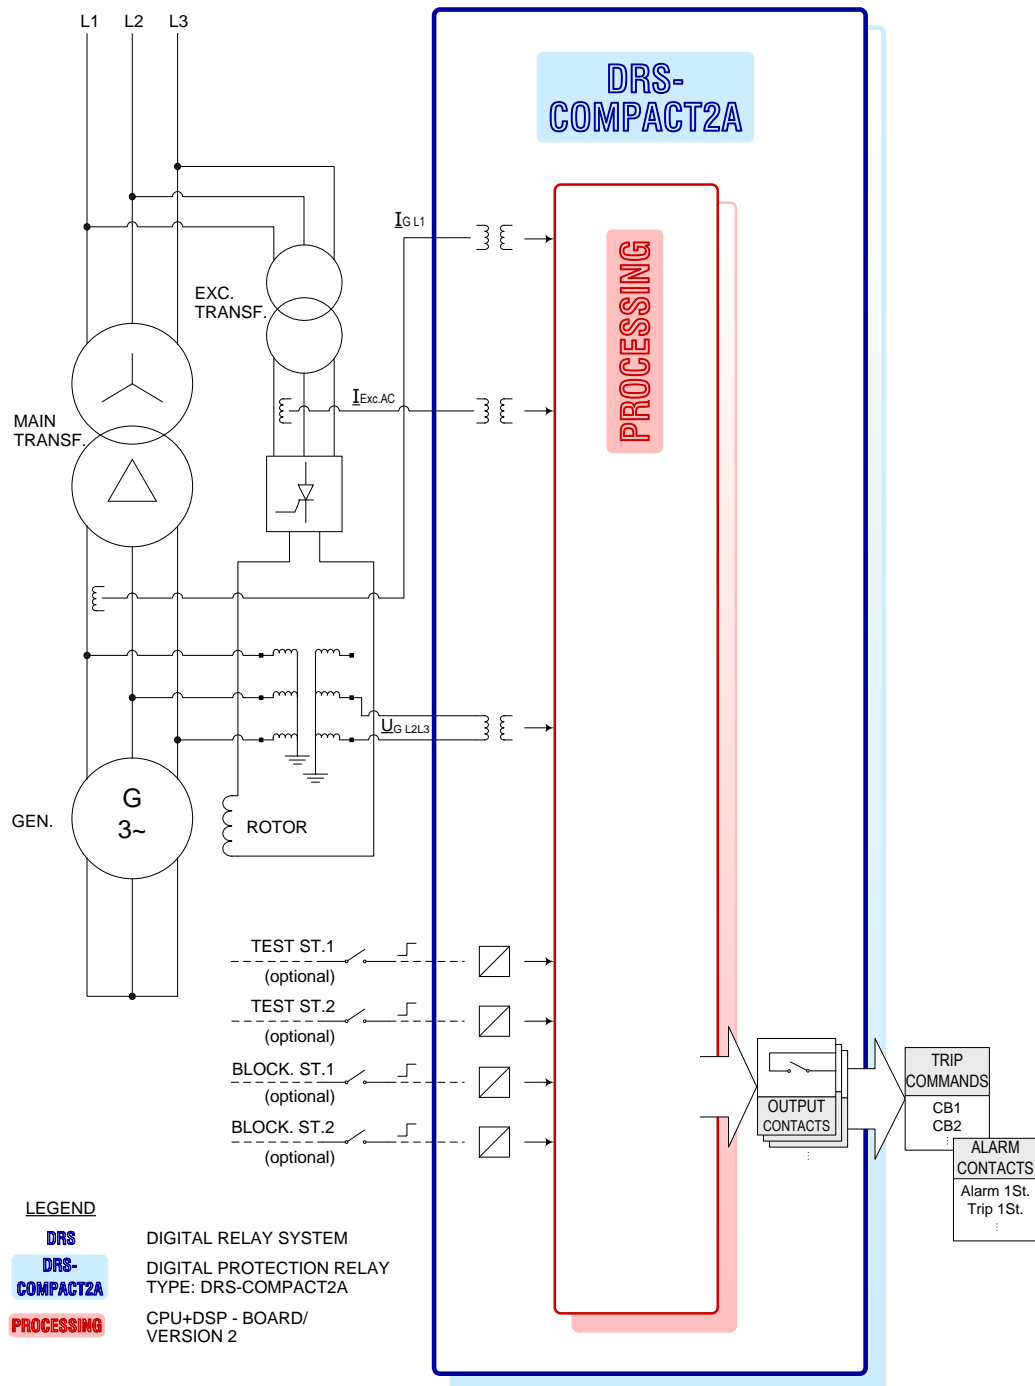 L1 L2 L3
DRS-
COMPACT2A
IG L1
PROCESSING
EXC.
TRANSF.
IExc.AC
MAIN
TRANSF.
UG L2L3
G
3~
GEN.
ROTOR
TEST ST.1
(optional)
TEST ST.2
(optional)
BLOCK. ST.1
(optional)
BLOCK. ST.2
(optional)
OUTPUT
CONTACTS
⋮
TRIP
COMMANDS
CB1
CB2
⋮
ALARM
CONTACTS
Alarm 1St.
Trip 1St.
⋮
LEGEND
DRS DIGITAL RELAY SYSTEM
DRS-
COMPACT2A
DIGITAL PROTECTION RELAY
TYPE: DRS-COMPACT2A
PROCESSING
CPU+DSP - BOARD/
VERSION 2